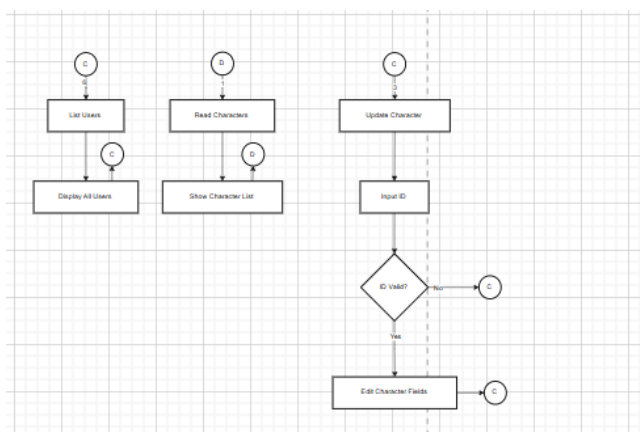 C
D
C
3
List Users
Read Characters
Update Character
C
D
Display All Users
Show Character List
Input ID
ID Valid?
No
C
Yes
Edit Character Fields
C